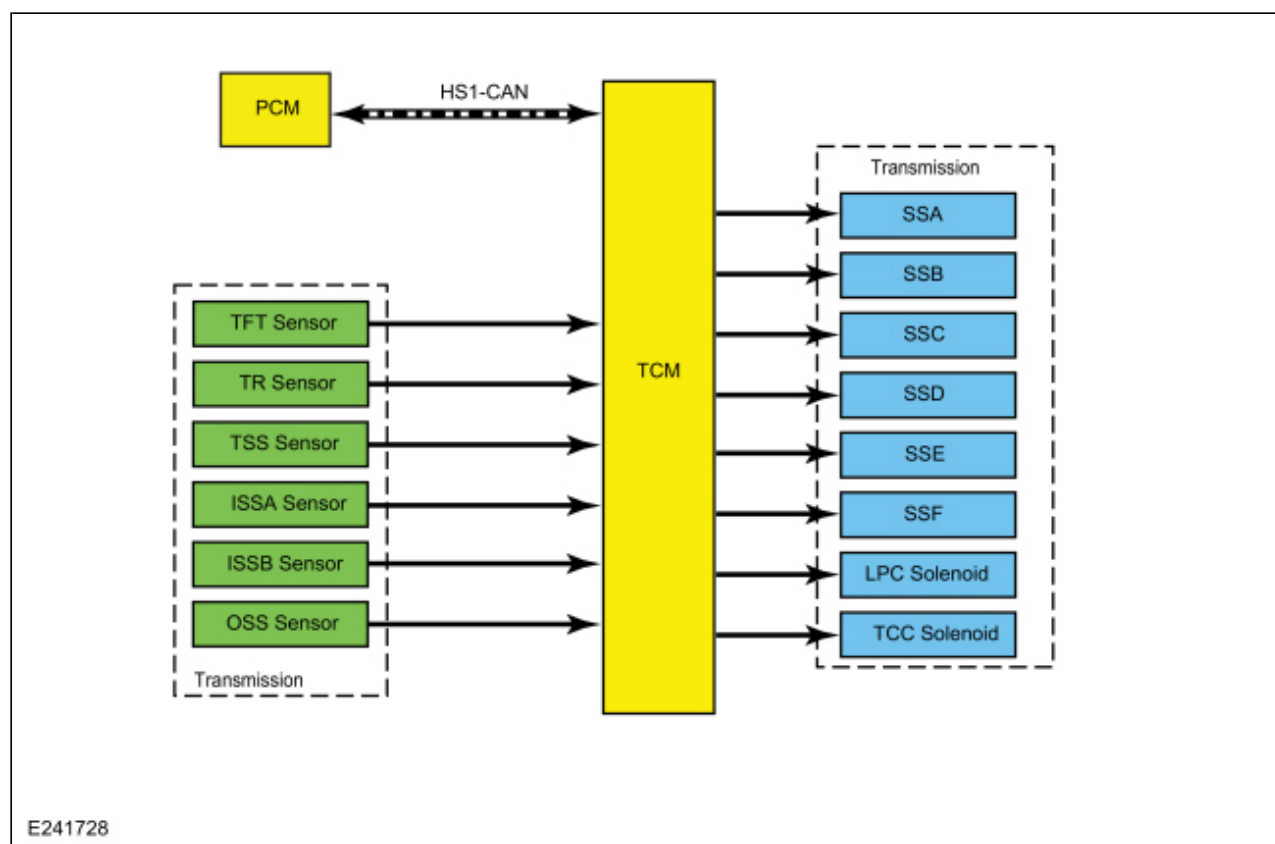 HS1-CAN
PCM
Transmission
SSA
SSB
SSC
SSD
SSE
SSF
LPC Solenoid
TCC Solenoid
TCM
TFT Sensor
TR Sensor
TSS Sensor
ISSA Sensor
ISSB Sensor
OSS Sensor
Transmission
E241728